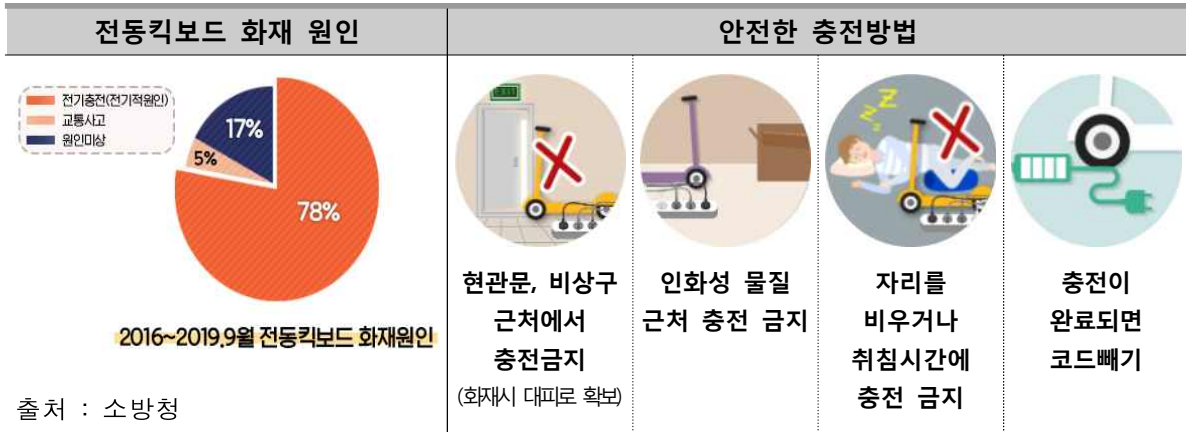 전동킥보드 화재 원인
안전한 충전방법
전기충전(전기적원인)
교통사고
원인미상
17%
5%
78%
2016~2019.9월 전동킥보드 화재원인
출처 : 소방청
EXIT
현관문, 비상구
근처에서
충전금지
(화재시 대피로 확보)
인화성 물질
근처 충전 금지
z
z
z
자리를
비우거나
취침시간에
충전 금지
충전이
완료되면
코드빼기